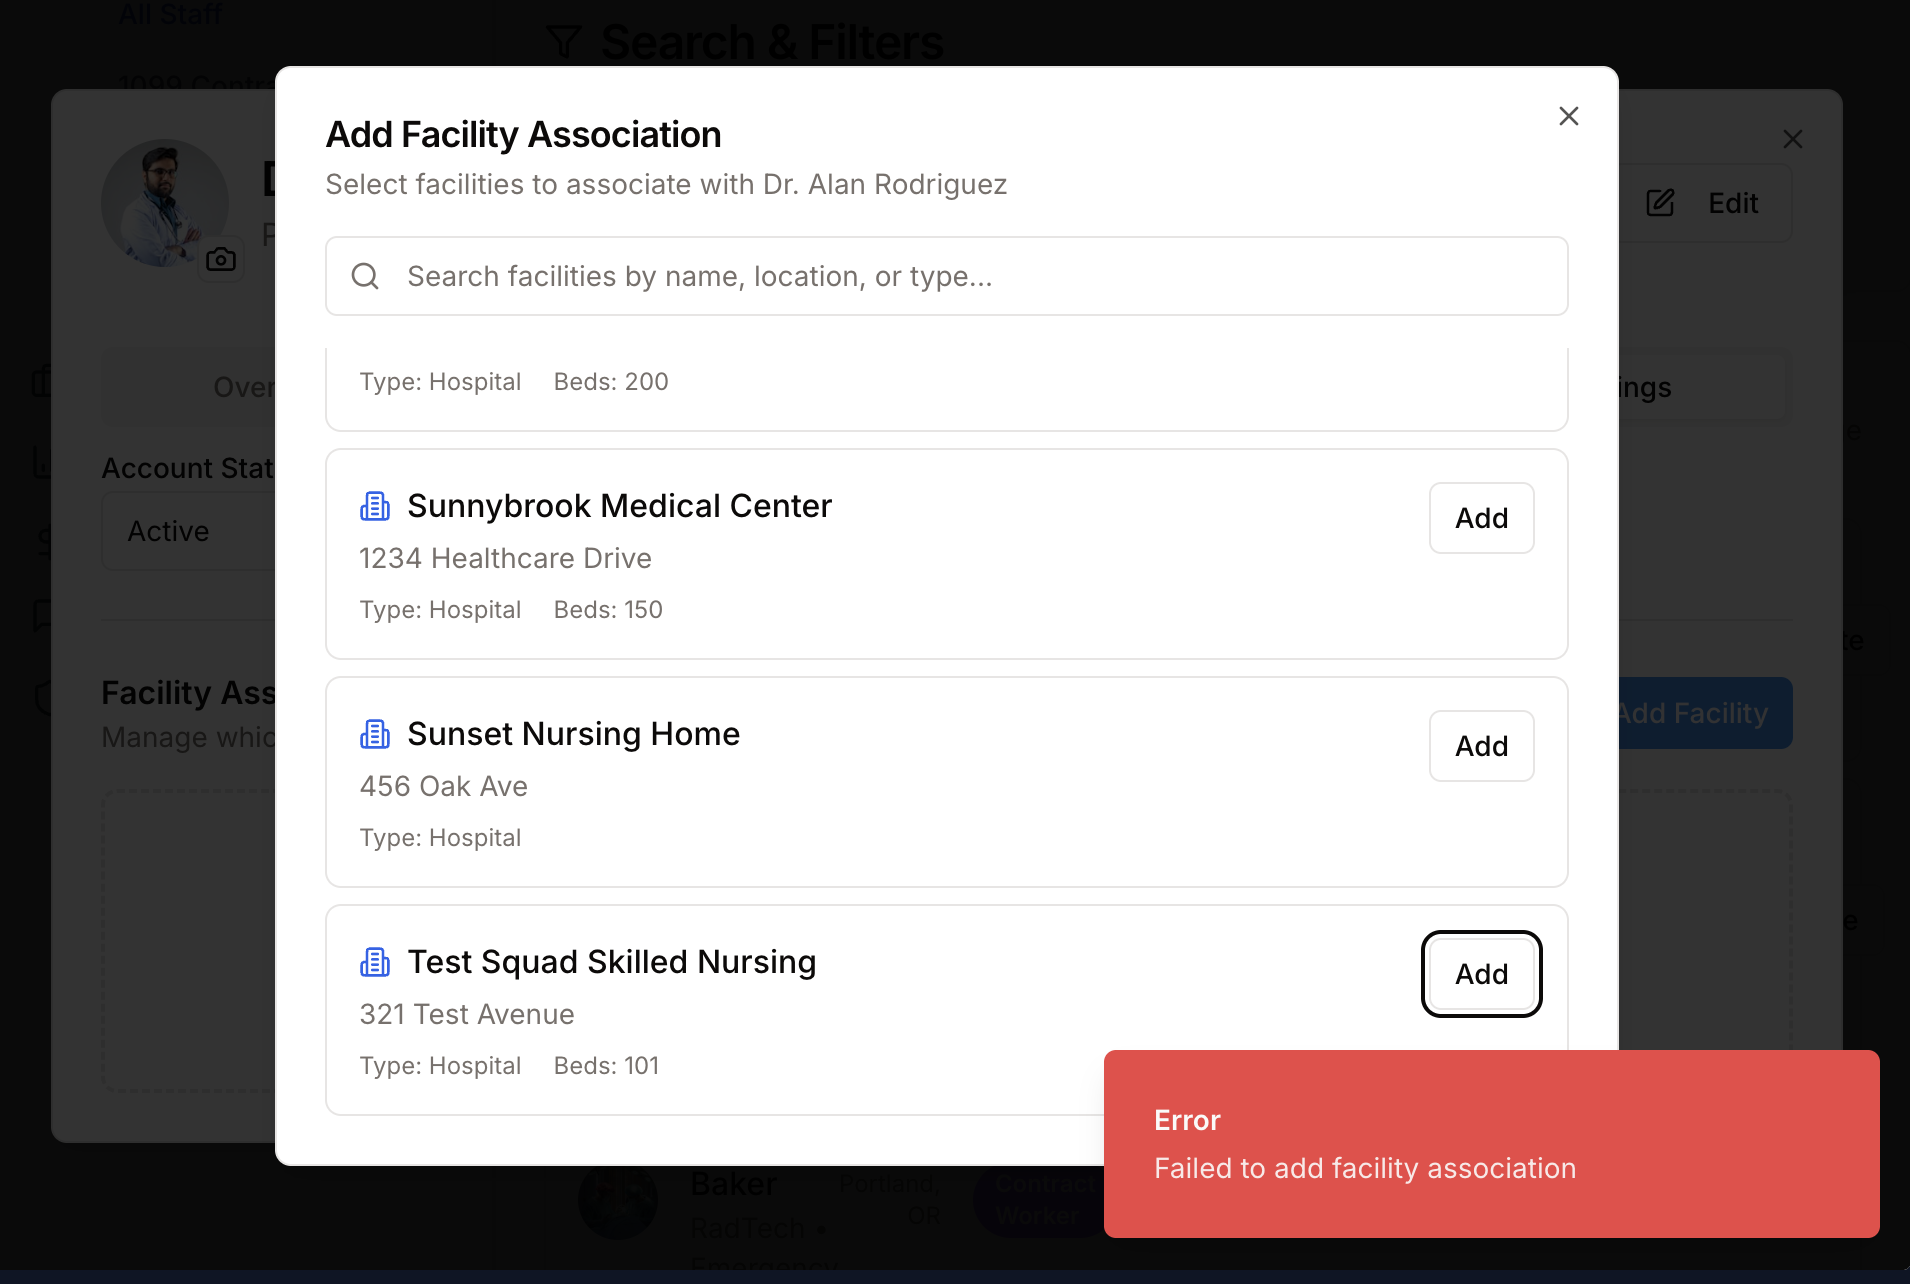 All Staff
Search & Filters
1099 Contra
Add Facility Association
Select facilities to associate with Dr. Alan Rodriguez
Edit
Search facilities by name, location, or type...
Type: Hospital Beds: 200
Over
ings
Account Stat
Active
Sunnybrook Medical Center
Add
1234 Healthcare Drive
Type: Hospital Beds: 150
Facility Ass
Manage whic
Add Facility
Sunset Nursing Home
Add
456 Oak Ave
Type: Hospital
Test Squad Skilled Nursing
Add
321 Test Avenue
Type: Hospital Beds: 101
Error
Failed to add facility association
Baker
Portland,
OR
Contract
Worker
RadTech •
Emergency